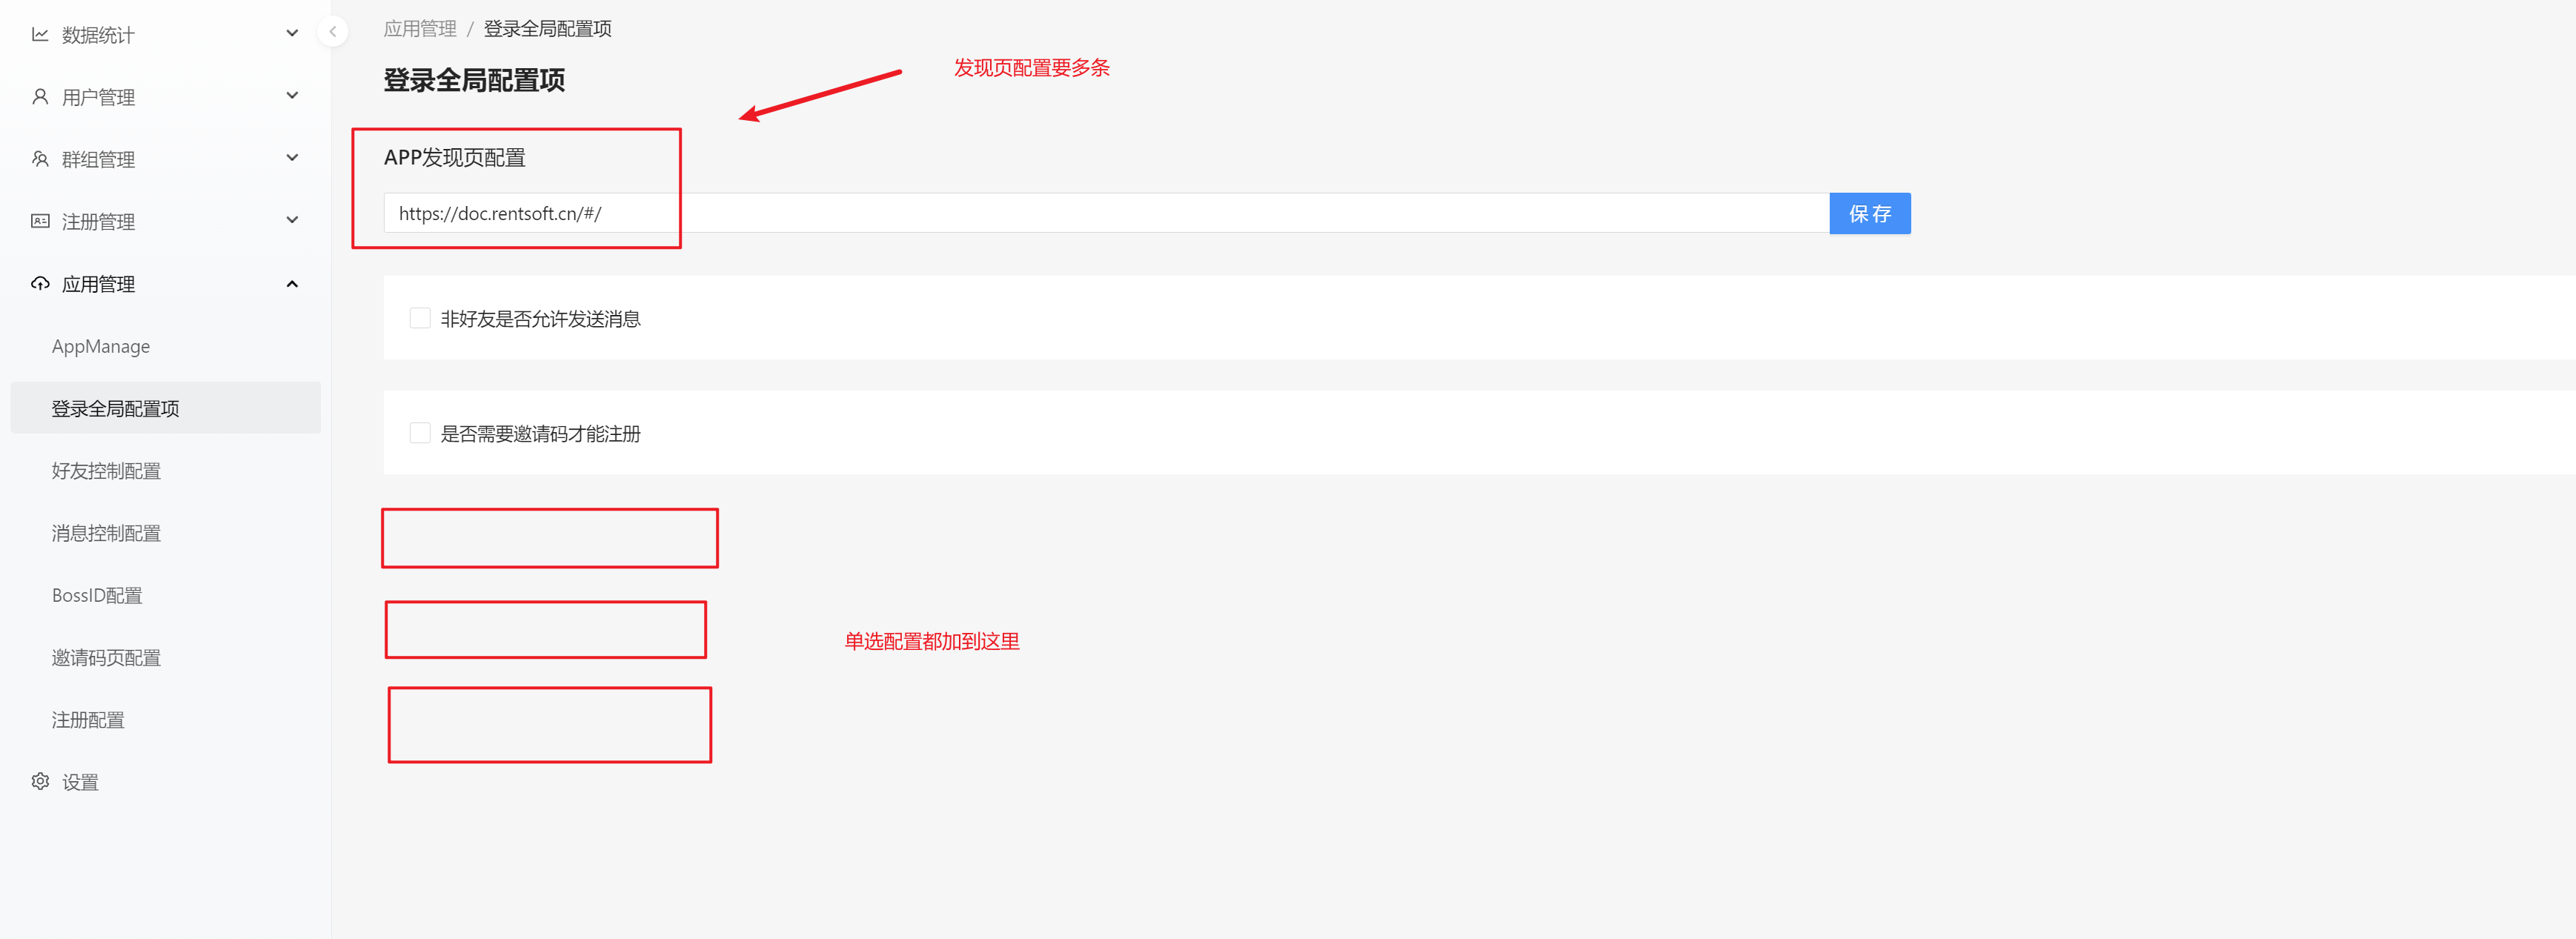 数据统计
用户管理
群组管理
注册管理
应用管理
AppManage
登录全局配置项
好友控制配置
消息控制配置
BossID配置
邀请码页配置
注册配置
设置
应用管理 / 登录全局配置项
登录全局配置项
发现页配置要多条
APP发现页配置
https://doc.rentsoft.cn/#/
保存
非好友是否允许发送消息
是否需要邀请码才能注册
单选配置都加到这里